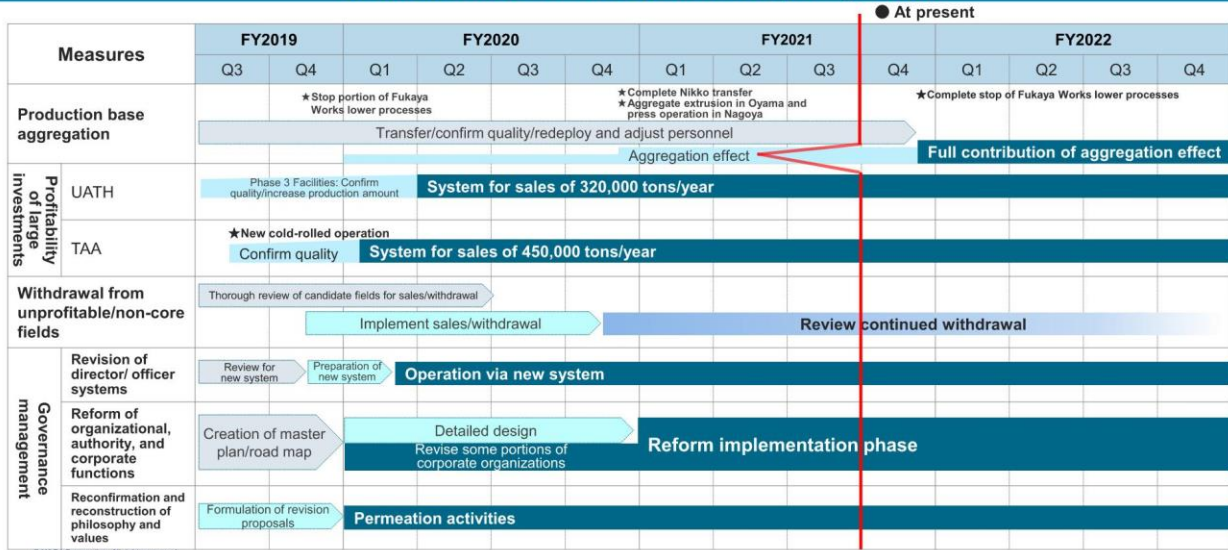 ● At present
Measures
FY2019
FY2020
FY2021
FY2022
Q3
Q4
Q1
Q2
Q3
Q4
Q1
Q2
Q3
Q4
Q1
Q2
Q3
Q4
Production base
aggregation
★Stop portion of Fukaya
Works lower processes
★Complete Nikko transfer
★Aggregate extrusion in Oyama and
press operation in Nagoya
★Complete stop of Fukaya Works lower processes
Transfer/confirm quality/redeploy and adjust personnel
Aggregation effect
Full contribution of aggregation effect
Profitability
of large
investments
UATH
Phase 3 Facilities: Confirm
quality/increase production amount
System for sales of 320,000 tons/year
TAA
★New cold-rolled operation
Confirm quality
System for sales of 450,000 tons/year
Withdrawal from
unprofitable/non-core
fields
Thorough review of candidate fields for sales/withdrawal
Implement sales/withdrawal
Review continued withdrawal
Governance
management
Revision of
director/ officer
systems
Review for
new system
Preparation of
new system
Operation via new system
Reform of
organizational,
authority, and
corporate
functions
Creation of master
plan/road map
Detailed design
Revise some portions of
corporate organizations
Reform implementation phase
Reconfirmation and
reconstruction of
philosophy and
values
Formulation of revision
proposals
Permeation activities